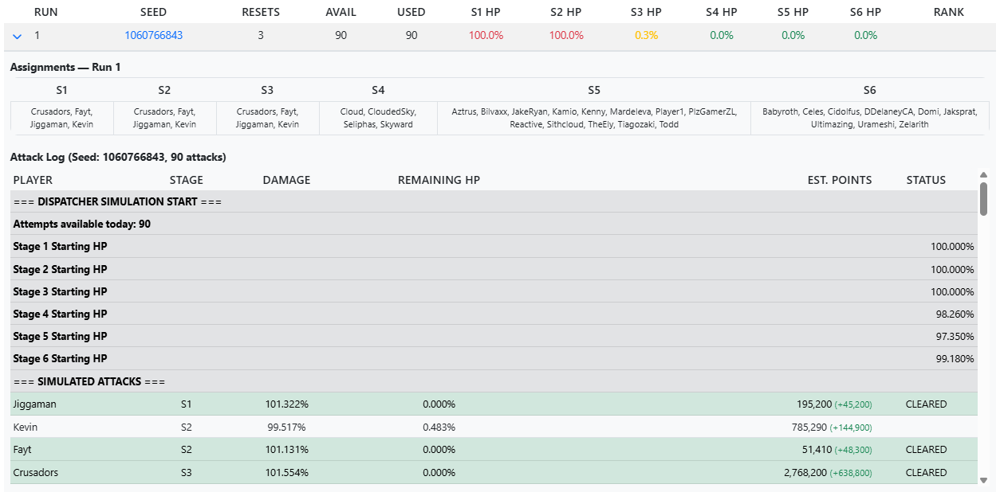 RUN SEED RESETS AVAIL USED S1 HP S2 HP S3 HP S4 HP S5 HP S6 HP RANK
1 1060766843 3 90 90 100.0% 100.0% 0.3% 0.0% 0.0% 0.0%
Assignments — Run 1
S1 S2 S3 S4 S5 S6
Crusadors, Fayt, Jiggaman, Kevin
Crusadors, Fayt, Jiggaman, Kevin
Crusadors, Fayt, Jiggaman, Kevin
Cloud, CloudedSky, Seliphas, Skyward
Aztrus, Bilvaxx, JakeRyan, Kamio, Kenny, Mardeleva, Player1, PlzGamerZL, Reactive, Sithcloud, TheEly, Tiagozaki, Todd
Babyroth, Celes, Cidolfus, DDelaneyCA, Domi, Jaksprat, Ultimazing, Urameshi, Zelarith
Attack Log (Seed: 1060766843, 90 attacks)
PLAYER STAGE DAMAGE REMAINING HP EST. POINTS STATUS
=== DISPATCHER SIMULATION START ===
Attempts available today: 90
Stage 1 Starting HP 100.000%
Stage 2 Starting HP 100.000%
Stage 3 Starting HP 100.000%
Stage 4 Starting HP 98.260%
Stage 5 Starting HP 97.350%
Stage 6 Starting HP 99.180%
=== SIMULATED ATTACKS ===
Jiggaman S1 101.322% 0.000% 195,200 (+45,200) CLEARED
Kevin S2 99.517% 0.483% 785,290 (+144,900)
Fayt S2 101.131% 0.000% 51,410 (+48,300) CLEARED
Crusadors S3 101.554% 0.000% 2,768,200 (+638,800) CLEARED